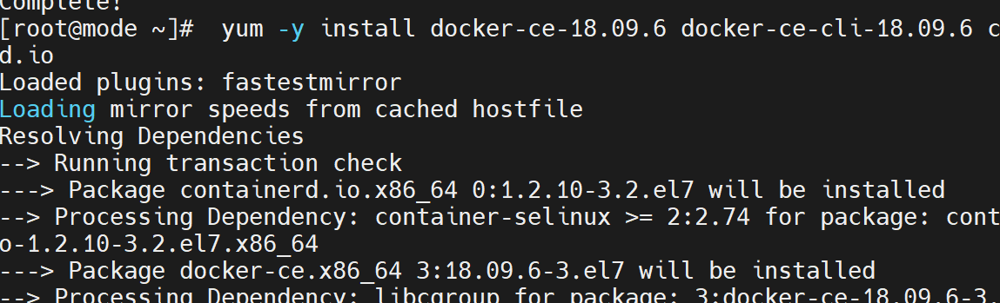 Complete!
[root@mode ~]#  yum -y install docker-ce-18.09.6 docker-ce-cli-18.09.6 c
d.io
Loaded plugins: fastestmirror
Loading mirror speeds from cached hostfile
Resolving Dependencies
--> Running transaction check
---> Package containerd.io.x86_64 0:1.2.10-3.2.el7 will be installed
--> Processing Dependency: container-selinux >= 2:2.74 for package: cont
o-1.2.10-3.2.el7.x86_64
---> Package docker-ce.x86_64 3:18.09.6-3.el7 will be installed
--> Processing Dependency: libcgroup for package: 3:docker-ce-18.09.6-3.